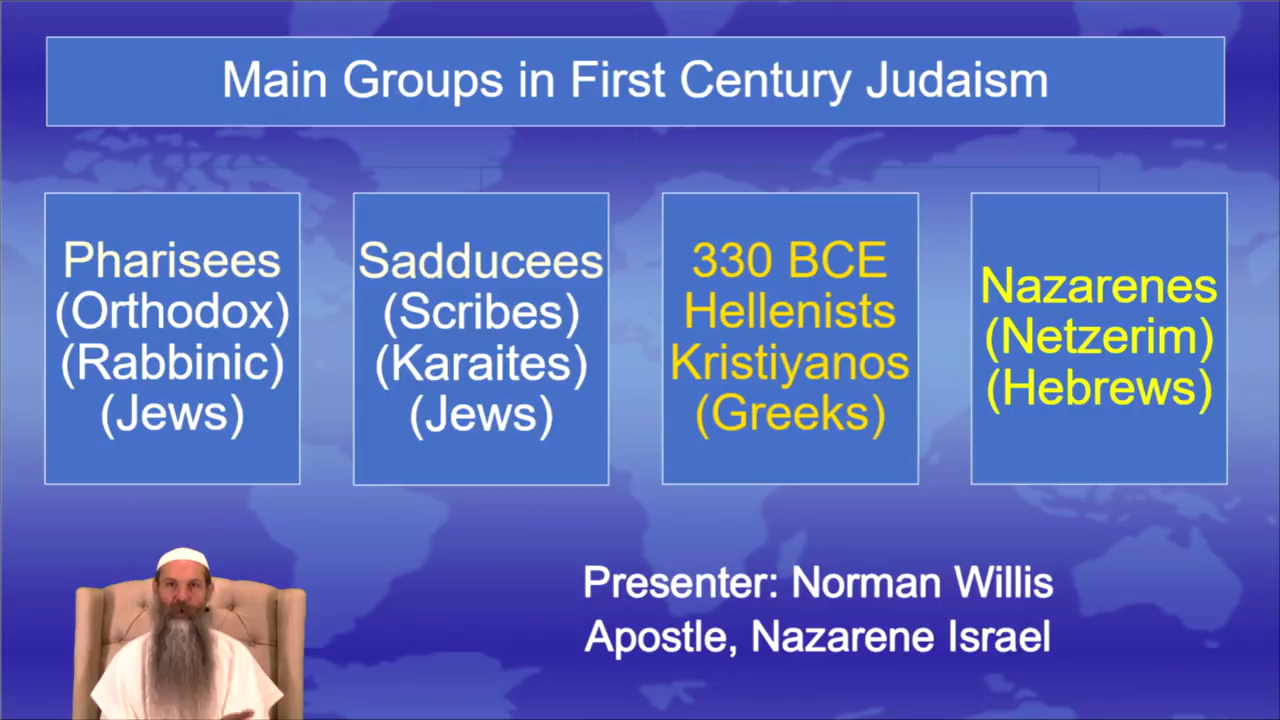 Main Groups in First Century Judaism
Pharisees
(Orthodox)
(Rabbinic)
(Jews)
Sadducees
(Scribes)
(Karaites)
(Jews)
330 BCE
Hellenists
Kristiyanos
(Greeks)
Nazarenes
(Netzerim)
(Hebrews)
Presenter: Norman Willis
Apostle, Nazarene Israel